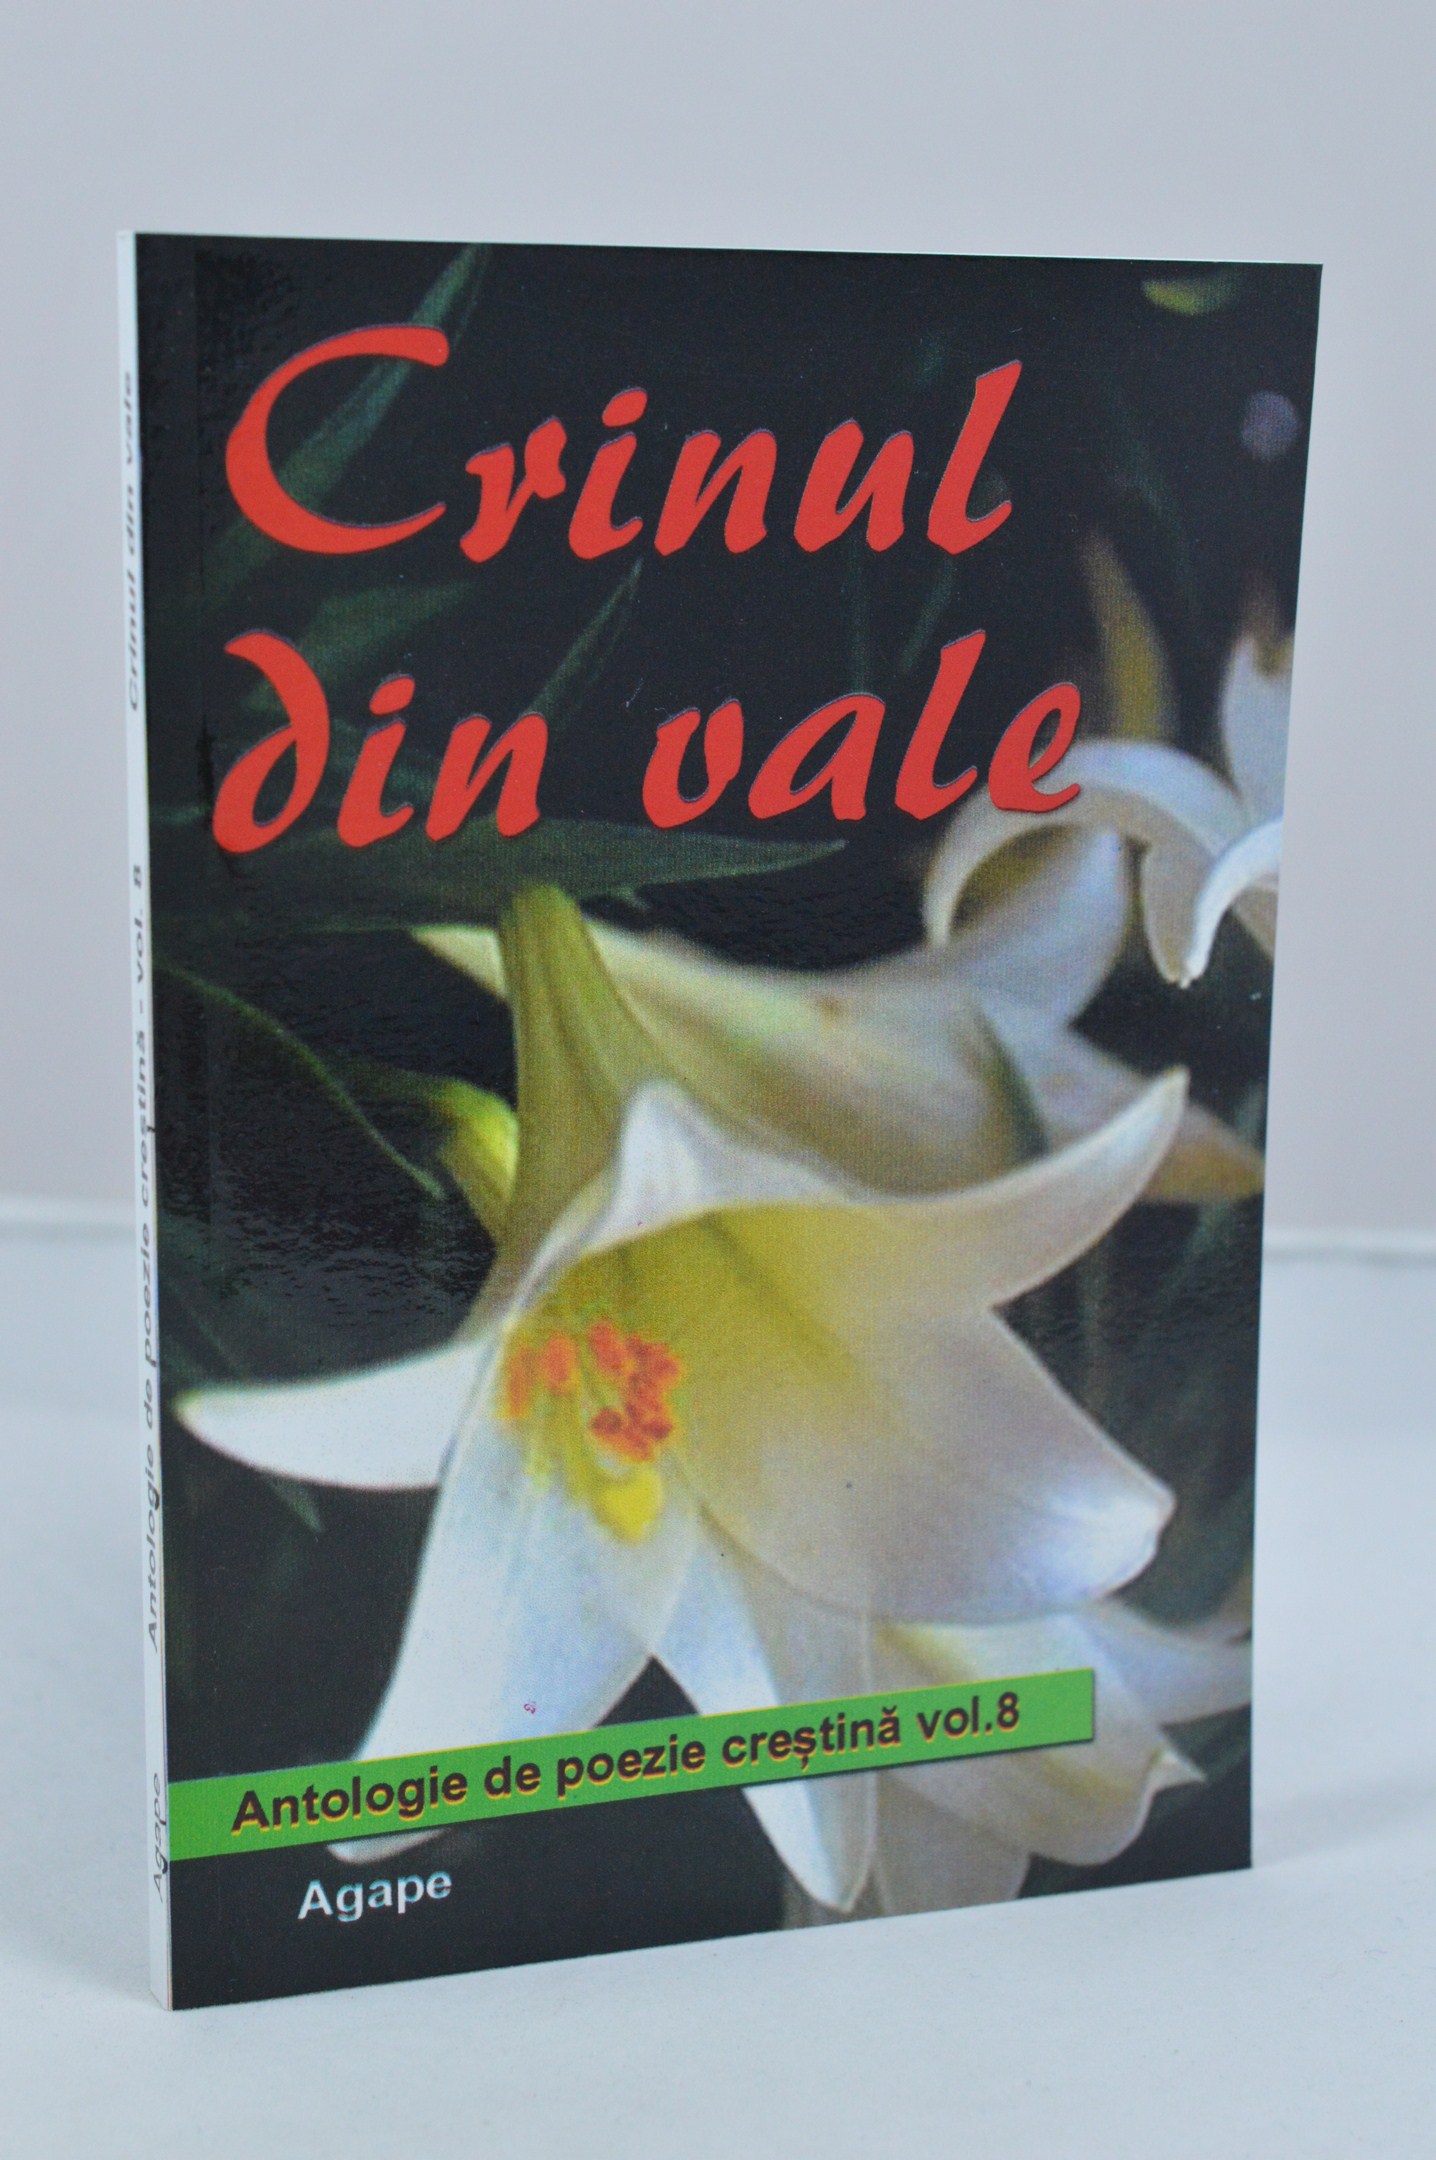 Crinul
din vale
Antologie de poezie creștină vol.8
Agape
Crinul din vale
Antologie de poezie creștină - vol. 8
Agape